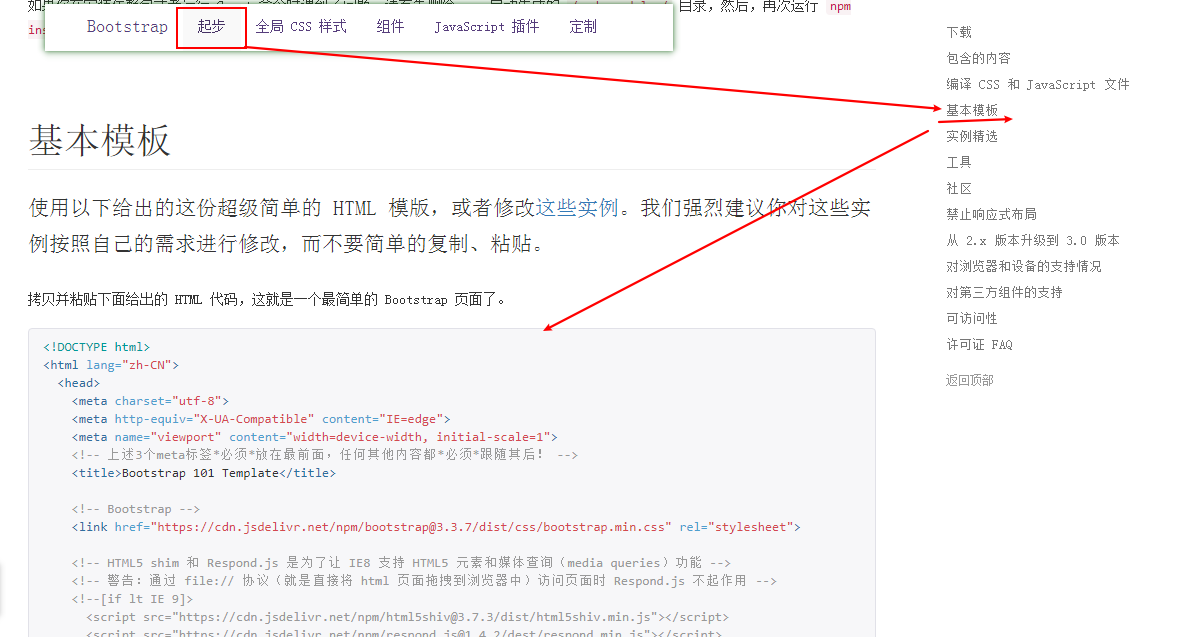 目录，然后，再次运行 npm
Bootstrap 起步 全局 CSS 样式 组件 JavaScript 插件 定制
基本模板
使用以下给出的这份超级简单的 HTML 模版，或者修改这些实例。我们强烈建议你对这些实
例按照自己的需求进行修改，而不要简单的复制、粘贴。
拷贝并粘贴下面给出的 HTML 代码，这就是一个最简单的 Bootstrap 页面了。
<!DOCTYPE html>
<html lang="zh-CN">
<head>
<meta charset="utf-8">
<meta http-equiv="X-UA-Compatible" content="IE=edge">
<meta name="viewport" content="width=device-width, initial-scale=1">
<!-- 上述3个meta标签*必须*放在最前面，任何其他内容都*必须*跟随其后！ -->
<title>Bootstrap 101 Template</title>
<!-- Bootstrap -->
<link href="https://cdn.jsdelivr.net/npm/bootstrap@3.3.7/dist/css/bootstrap.min.css" rel="stylesheet">
<!-- HTML5 shim 和 Respond.js 是为了让 IE8 支持 HTML5 元素和媒体查询（media queries）功能 -->
<!-- 警告：通过 file:// 协议（就是直接将 html 页面拖拽到浏览器中）访问页面时 Respond.js 不起作用 -->
<!--[if lt IE 9]>
<script src="https://cdn.jsdelivr.net/npm/html5shiv@3.7.3/dist/html5shiv.min.js"></script>
<script src="https://cdn.jsdelivr.net/npm/respond.js@1.4.2/dest/respond.min.js"></script>
下载
包含的内容
编译 CSS 和 JavaScript 文件
基本模板
实例精选
工具
社区
禁止响应式布局
从 2.x 版本升级到 3.0 版本
对浏览器和设备的支持情况
对第三方组件的支持
可访问性
许可证 FAQ
返回顶部